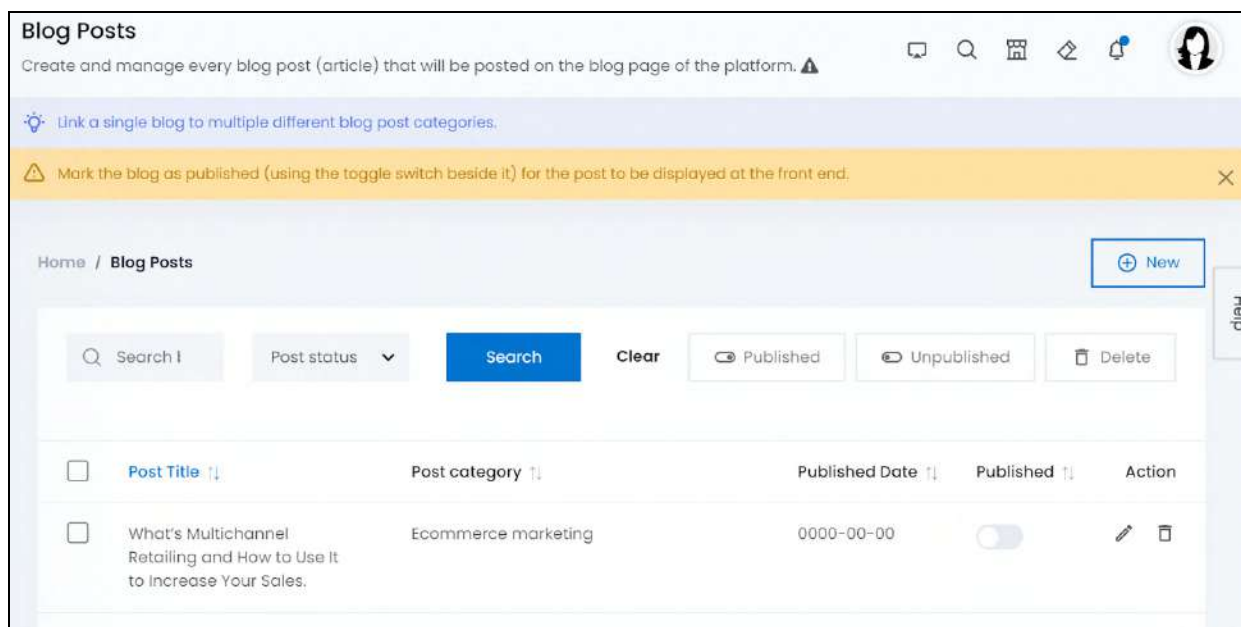 Blog Posts
Create and manage every blog post (article) that will be posted on the blog page of the platform.
Link a single blog to multiple different blog post categories.
Mark the blog as published (using the toggle switch beside it) for the post to be displayed at the front end.
Home / Blog Posts
New
Help
Search
Post status
Search
Clear
Published
Unpublished
Delete
Post Title
Post category
Published Date
Published
Action
What's Multichannel
Retailing and How to Use It
to Increase Your Sales.
Ecommerce marketing
0000-00-00